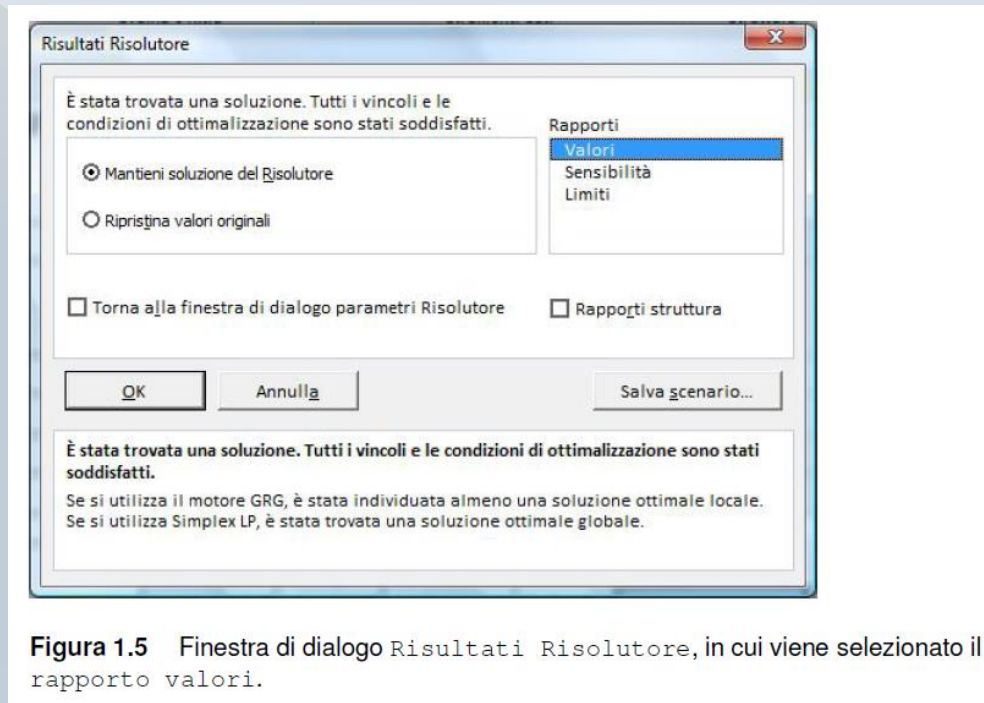 Risultati Risolutore
È stata trovata una soluzione. Tutti i vincoli e le
condizioni di ottimalizzazione sono stati soddisfatti.
Mantieni soluzione del Risolutore
Ripristina valori originali
Rapporti
Valori
Sensibilità
Limiti
Torna alla finestra di dialogo parametri Risolutore
Rapporti struttura
OK
Annulla
Salva scenario...
È stata trovata una soluzione. Tutti i vincoli e le condizioni di ottimalizzazione sono stati
soddisfatti.
Se si utilizza il motore GRG, è stata individuata almeno una soluzione ottimale locale.
Se si utilizza Simplex LP, è stata trovata una soluzione ottimale globale.
Figura 1.5 Finestra di dialogo Risultati Risolutore, in cui viene selezionato il
rapporto valori.